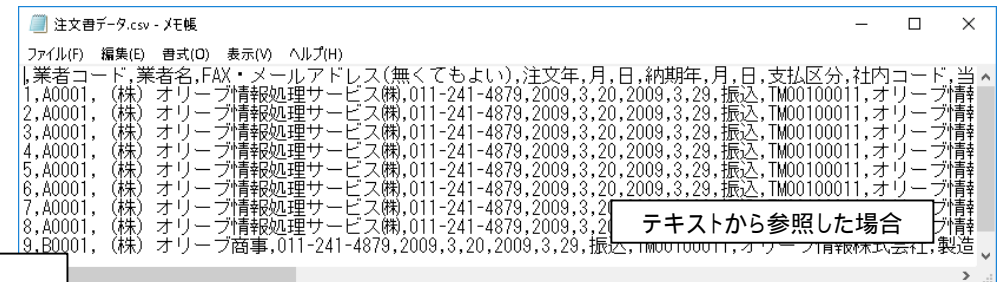 注文書データ.csv - メモ帳
ファイル(F) 編集(E) 書式(O) 表示(V) ヘルプ(H)
,業者コード,業者名,FAX・メールアドレス(無くてもよい),注文年,月,日,納期年,月,日,支払区分,社内コード,当
1,A0001, (株) オリーブ情報処理サービス㈱,011-241-4879,2009,3,20,2009,3,29,振込,TM00100011,オリーブ情
2,A0001, (株) オリーブ情報処理サービス㈱,011-241-4879,2009,3,20,2009,3,29,振込,TM00100011,オリーブ情
3,A0001, (株) オリーブ情報処理サービス㈱,011-241-4879,2009,3,20,2009,3,29,振込,TM00100011,オリーブ情
4,A0001, (株) オリーブ情報処理サービス㈱,011-241-4879,2009,3,20,2009,3,29,振込,TM00100011,オリーブ情
5,A0001, (株) オリーブ情報処理サービス㈱,011-241-4879,2009,3,20,2009,3,29,振込,TM00100011,オリーブ情
6,A0001, (株) オリーブ情報処理サービス㈱,011-241-4879,2009,3,20,2009,3,29,振込,TM00100011,オリーブ情
7,A0001, (株) オリーブ情報処理サービス㈱,011-241-4879,2009,3,2
8,A0001, (株) オリーブ情報処理サービス㈱,011-241-4879,2009,3,2
9,B0001, (株) オリーブ商事,011-241-4879,2009,3,20,2009,3,29,振込,TM00100011,オリーブ情報株式会社,製造
テキストから参照した場合